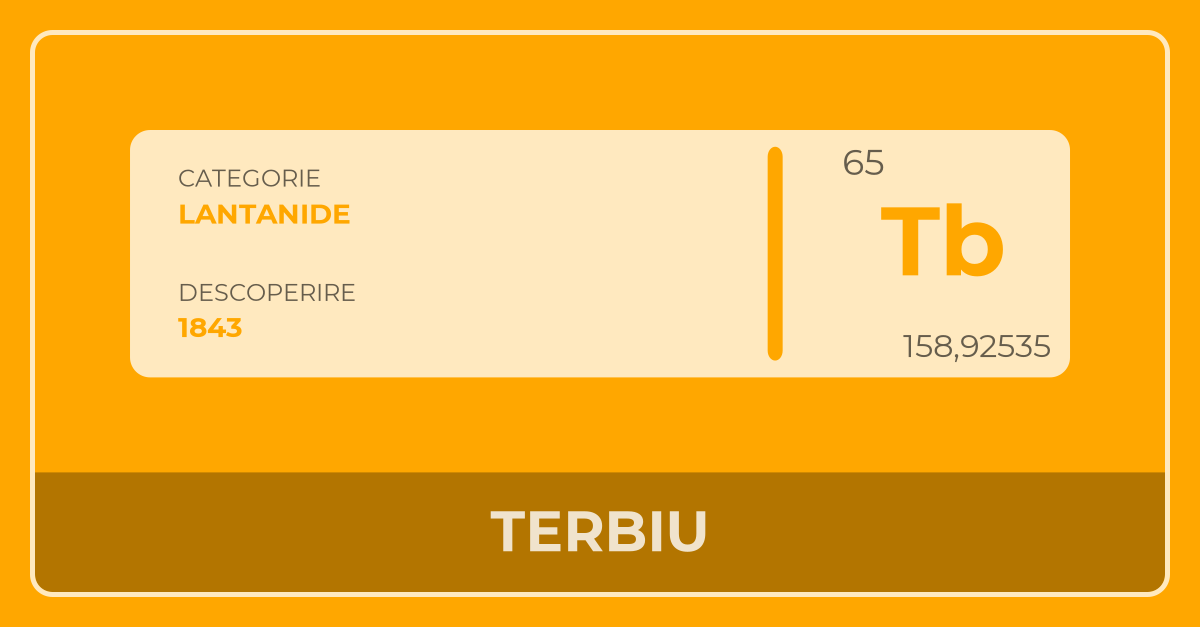 CATEGORIE
LANTANIDE
DESCOPERIRE
1843
65
Tb
158,92535
TERBIU